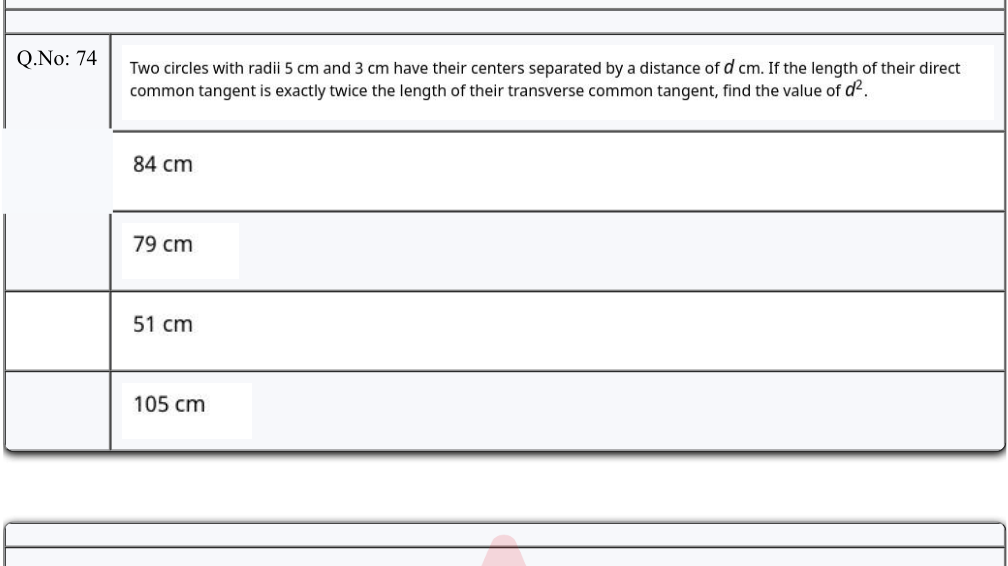 Q.No: 74
Two circles with radii 5 cm and 3 cm have their centers separated by a distance of d cm. If the length of their direct
common tangent is exactly twice the length of their transverse common tangent, find the value of d².
84 cm
79 cm
51 cm
105 cm